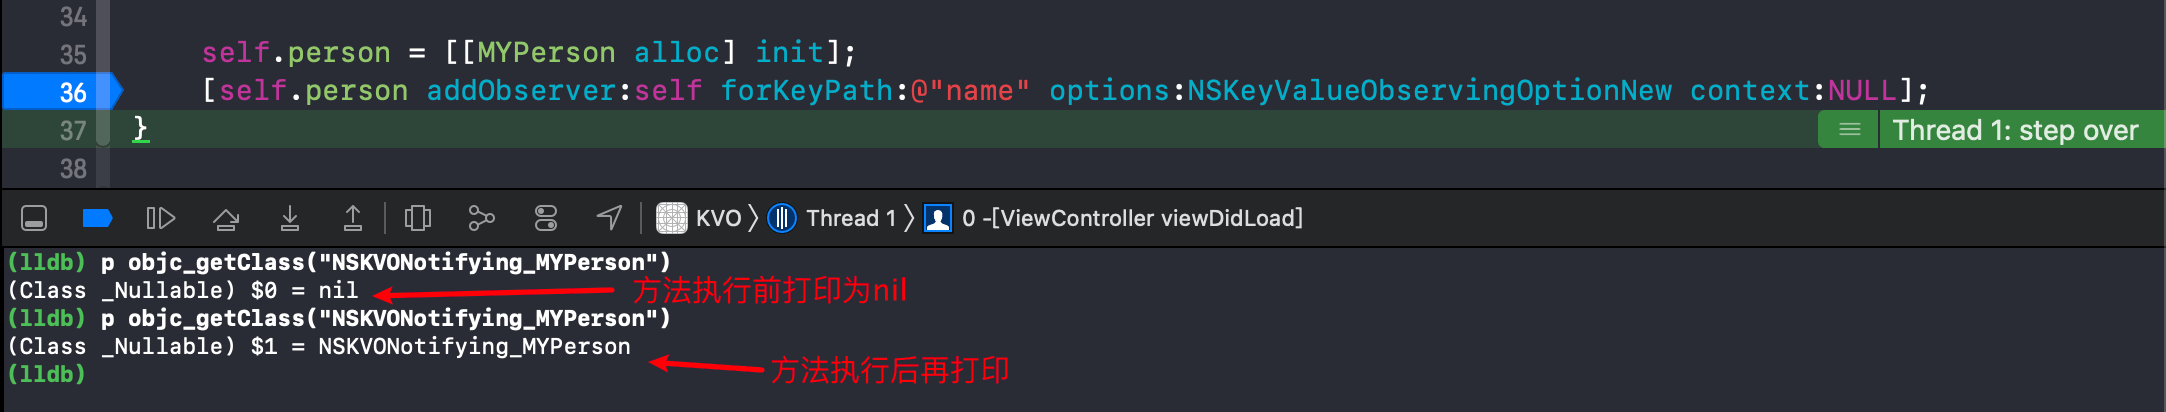 34
35 self.person = [[MYPerson alloc] init];
36 [self.person addObserver:self forKeyPath:@"name" options:NSKeyValueObservingOptionNew context:NULL];
37 } Thread 1: step over
38
KVO Thread 1 0 -[ViewController viewDidLoad]
(lldb) p objc_getClass("NSKVONotifying_MYPerson")
(Class _Nullable) $0 = nil 方法执行前打印为nil
(lldb) p objc_getClass("NSKVONotifying_MYPerson")
(Class _Nullable) $1 = NSKVONotifying_MYPerson
方法执行后再打印
(lldb)